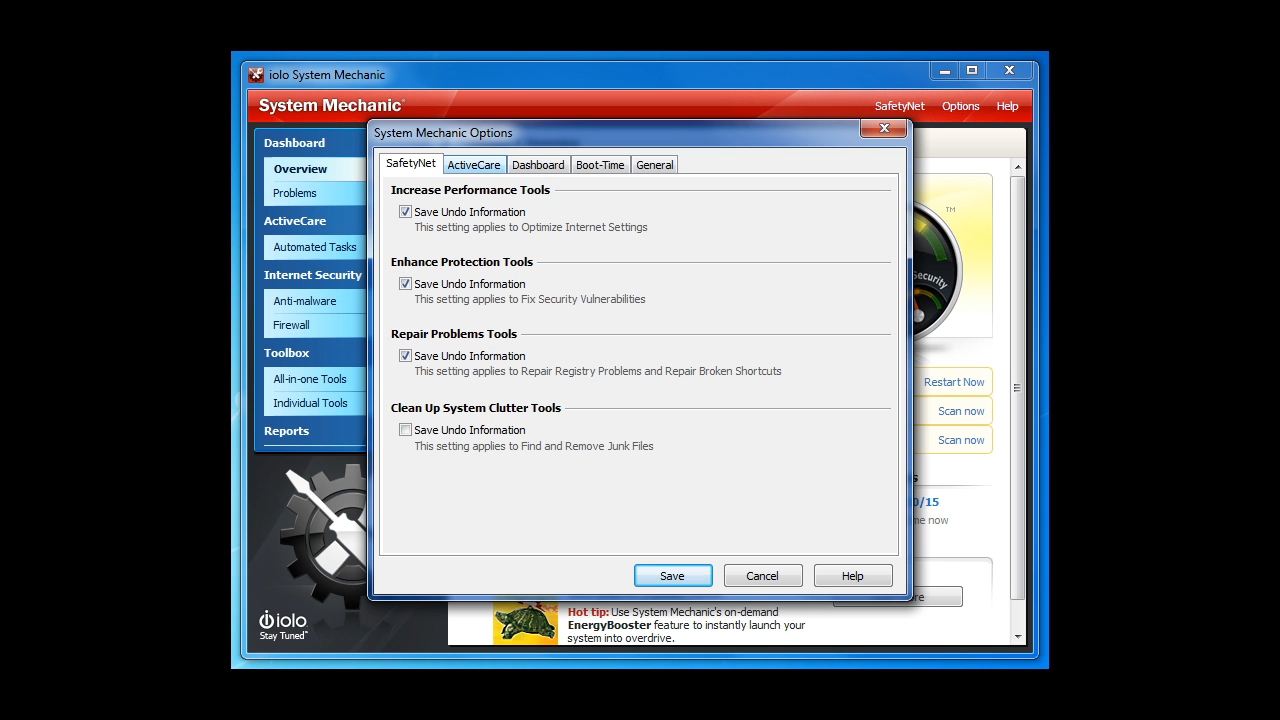 iolo System Mechanic
System Mechanic
SafetyNet Options Help
Dashboard
Overview
Problems
ActiveCare
Automated Tasks
Internet Security
Anti-malware
Firewall
Toolbox
All-in-one Tools
Individual Tools
Reports
iolo
Stay Tuned™
System Mechanic Options
SafetyNet ActiveCare Dashboard Boot-Time General
Increase Performance Tools
Save Undo Information
This setting applies to Optimize Internet Settings
Enhance Protection Tools
Save Undo Information
This setting applies to Fix Security Vulnerabilities
Repair Problems Tools
Save Undo Information
This setting applies to Repair Registry Problems and Repair Broken Shortcuts
Clean Up System Clutter Tools
Save Undo Information
This setting applies to Find and Remove Junk Files
Save Cancel Help
TM
Security
Restart Now
Scan now
Scan now
0/15
now
Hot tip: Use System Mechanic's on-demand
EnergyBooster feature to instantly launch your
system into overdrive.